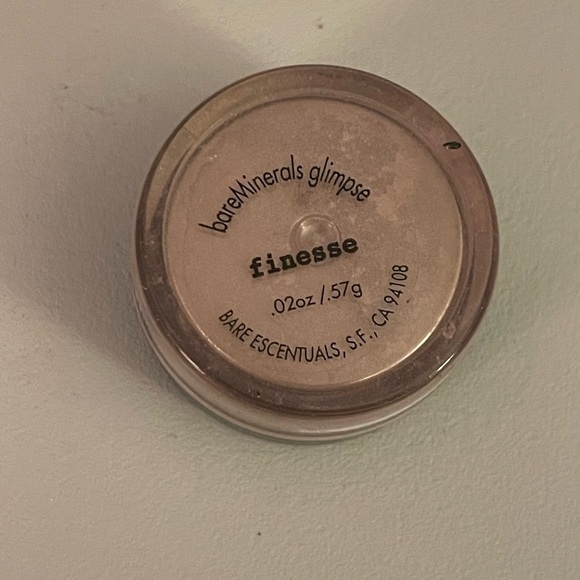 bareMinerals glimpse
finesse
.02oz /.57g
BARE ESCENTUALS, S.F., CA 94108